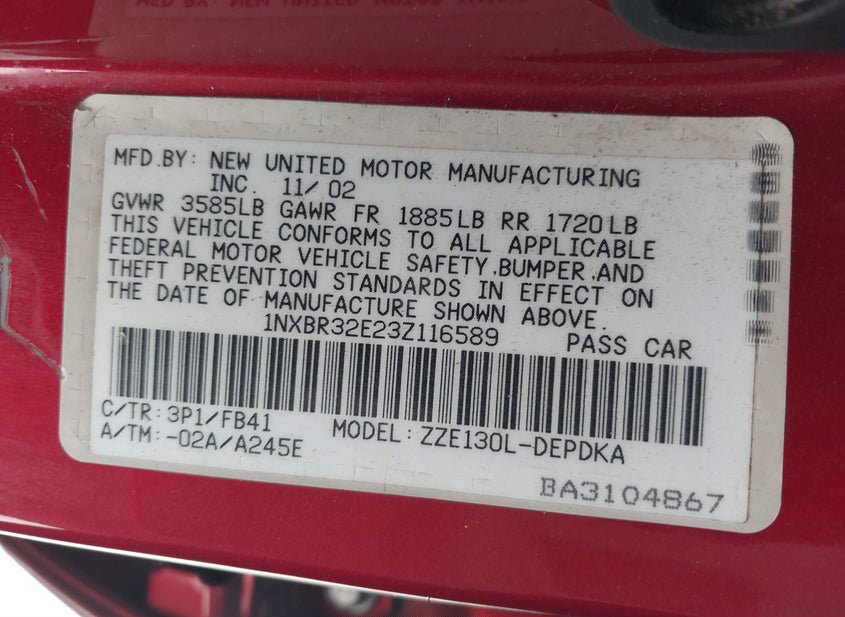 MFD.BY: NEW UNITED MOTOR MANUFACTURING
INC. 11/02
GVWR 3585LB GAWR FR 1885LB RR 1720LB
THIS VEHICLE CONFORMS TO ALL APPLICABLE
FEDERAL MOTOR VEHICLE SAFETY,BUMPER,AND
THEFT PREVENTION STANDARDS IN EFFECT ON
THE DATE OF MANUFACTURE SHOWN ABOVE.
1NXBR32E23Z116589 PASS CAR
C/TR:3P1/FB41
A/TM:-02A/A245E
MODEL:ZZE130L-DEPDKA
BA3104867